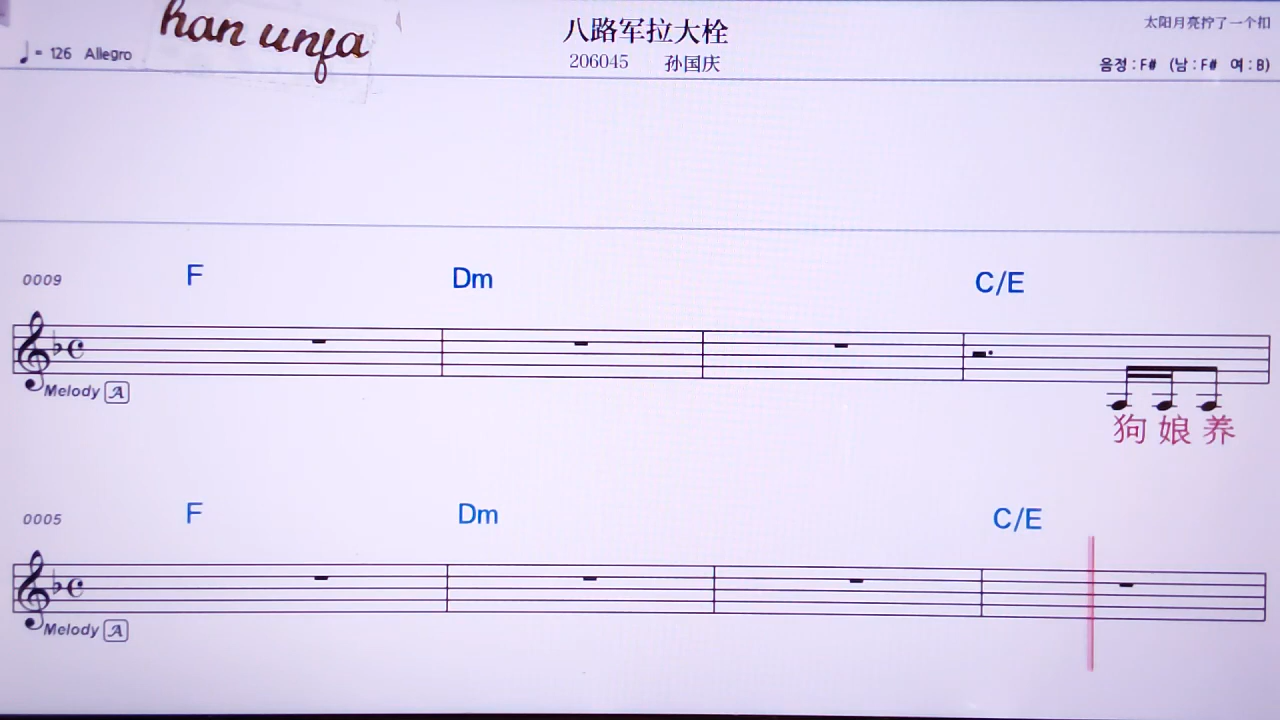 han unfa
八路军拉大栓
太阳月亮拧了一个扣
♩= 126 Allegro
206045 孙国庆
음정 : F# (남 : F# 여 : B)
F Dm C/E
0009
Melody A
狗 娘 养
F Dm C/E
0005
Melody A